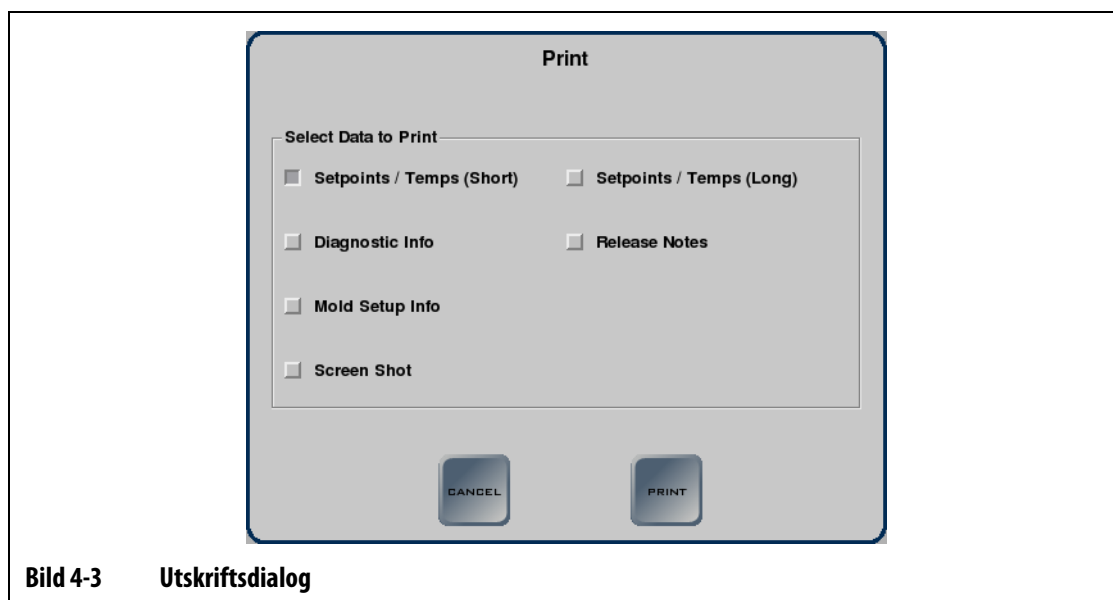 Print
Select Data to Print
Setpoints / Temps (Short) Setpoints / Temps (Long)
Diagnostic Info Release Notes
Mold Setup Info
Screen Shot
CANCEL PRINT
Bild 4-3 Utskriftsdialog